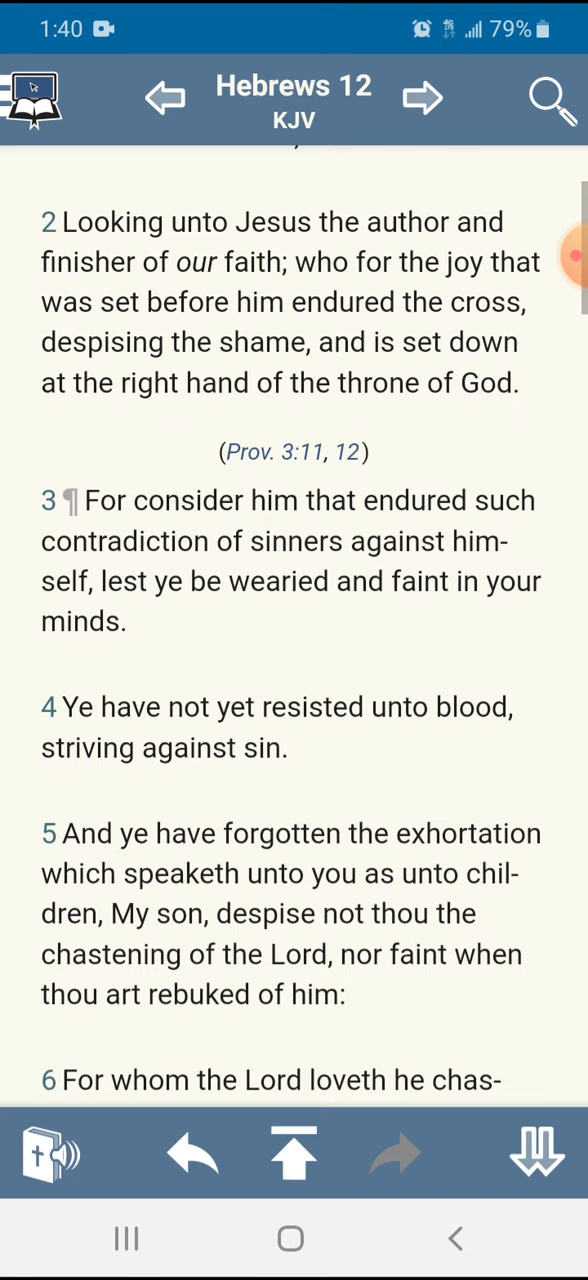 1:40
79%
Hebrews 12
KJV
2 Looking unto Jesus the author and
finisher of our faith; who for the joy that
was set before him endured the cross,
despising the shame, and is set down
at the right hand of the throne of God.
(Prov. 3:11, 12)
3 ¶ For consider him that endured such
contradiction of sinners against him-
self, lest ye be wearied and faint in your
minds.
4 Ye have not yet resisted unto blood,
striving against sin.
5 And ye have forgotten the exhortation
which speaketh unto you as unto chil-
dren, My son, despise not thou the
chastening of the Lord, nor faint when
thou art rebuked of him:
6 For whom the Lord loveth he chas-